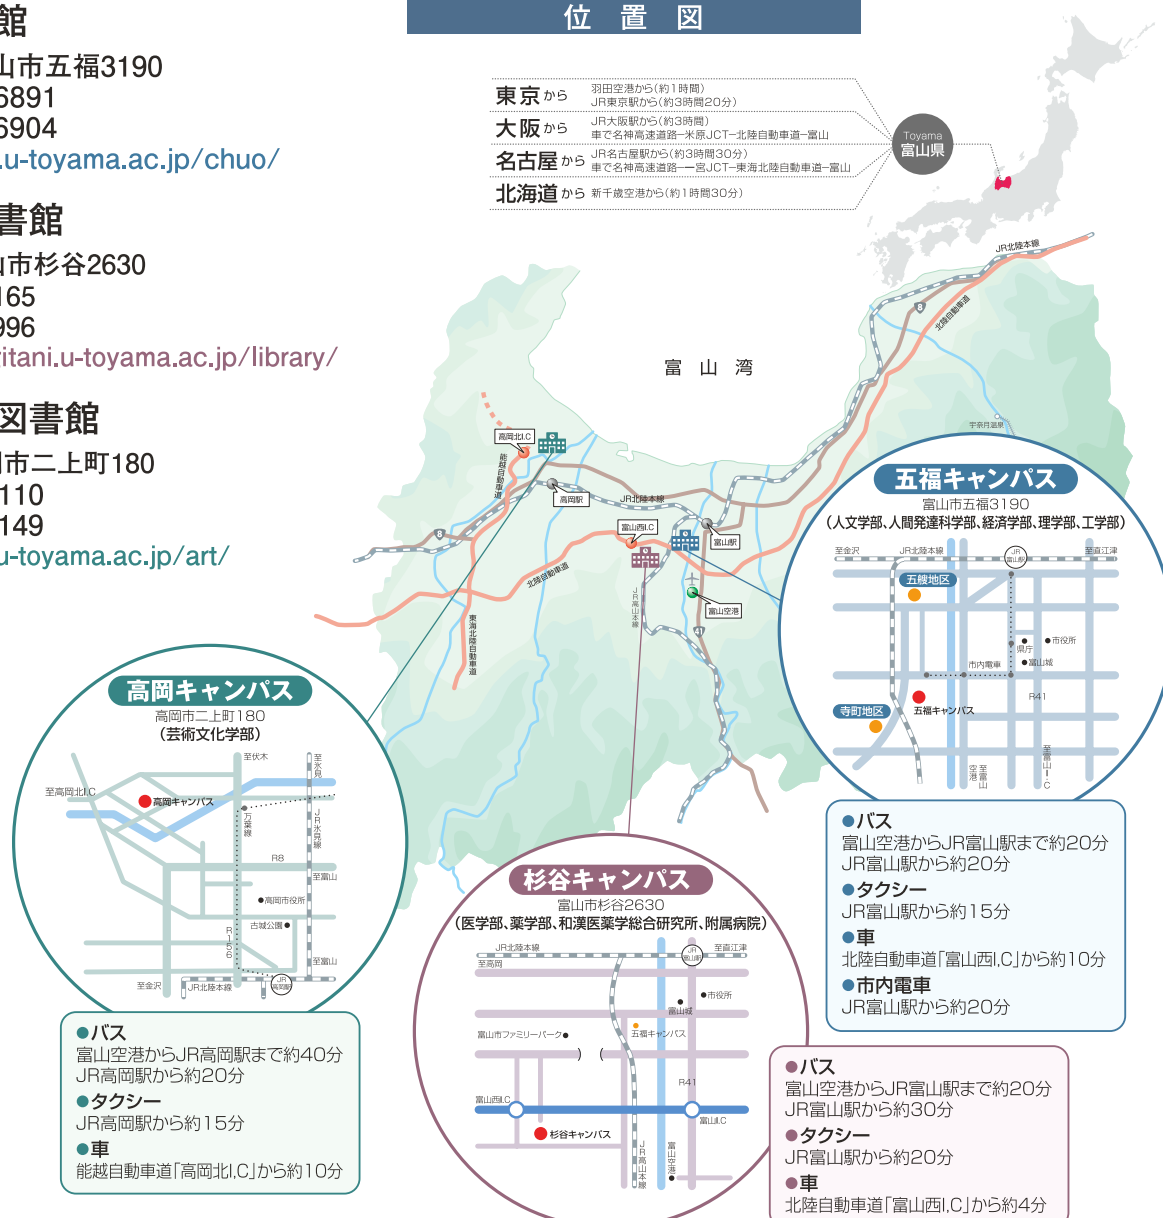 館
山市五福3190
6891
6904
.u-toyama.ac.jp/chuo/
書館
山市杉谷2630
165
996
itani.u-toyama.ac.jp/library/
図書館
市二上町180
110
149
u-toyama.ac.jp/art/
位置図
東京から
羽田空港から(約1時間)
JR東京駅から(約3時間20分)
大阪から
JR大阪駅から(約3時間)
車で名神高速道路ー米原JCTー北陸自動車道ー富山
名古屋から
JR名古屋駅から(約3時間30分)
車で名神高速道路ー一宮JCTー東海北陸自動車道ー富山
北海道から
新千歳空港から(約1時間30分)
Toyama
富山県
JR北陸本線
8
北陸自動車道
富山湾
宇奈月温泉
高岡北I.C
能越自動車道
高岡駅
JR北陸本線
富山西I.C
富山駅
8
北陸自動車道
JR高山本線
富山空港
41
東海北陸自動車道
五福キャンパス
富山市五福3190
(人文学部、人間発達科学部、経済学部、理学部、工学部)
至金沢
JR北陸本線
JR
富山駅
至直江津
五艘地区
市役所
県庁
富山城
市内電車
R41
五福キャンパス
寺町地区
空港
至富山
至富山I・C
●バス
富山空港からJR富山駅まで約20分
JR富山駅から約20分
●タクシー
JR富山駅から約15分
●車
北陸自動車道「富山西I,C」から約10分
●市内電車
JR富山駅から約20分
高岡キャンパス
高岡市二上町180
(芸術文化学部)
至伏木
至氷見
至高岡北I.C
高岡キャンパス
万葉線
JR氷見線
R8
至富山
高岡市役所
古城公園
R156
至富山
至金沢
JR北陸本線
JR
高岡駅
●バス
富山空港からJR高岡駅まで約40分
JR高岡駅から約20分
●タクシー
JR高岡駅から約15分
●車
能越自動車道「高岡北I,C」から約10分
杉谷キャンパス
富山市杉谷2630
(医学部、薬学部、和漢医薬学総合研究所、附属病院)
JR北陸本線
至高岡
JR
富山駅
至直江津
市役所
富山城
五福キャンパス
富山市ファミリーパーク
R41
富山西I.C
富山I.C
杉谷キャンパス
JR高山本線
富山空港
●バス
富山空港からJR富山駅まで約20分
JR富山駅から約30分
●タクシー
JR富山駅から約20分
●車
北陸自動車道「富山西I,C」から約4分